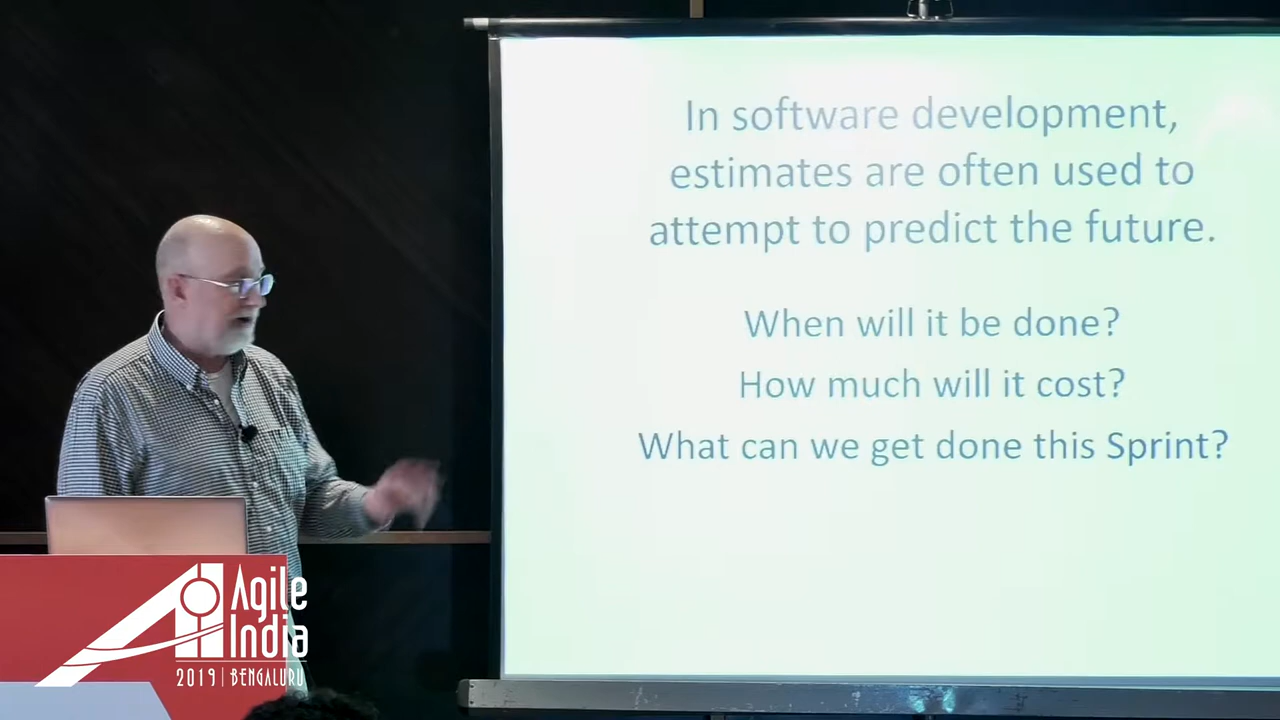 In software development,
estimates are often used to
attempt to predict the future.
When will it be done?
How much will it cost?
What can we get done this Sprint?
Agile
India
2019 | BENGALURU